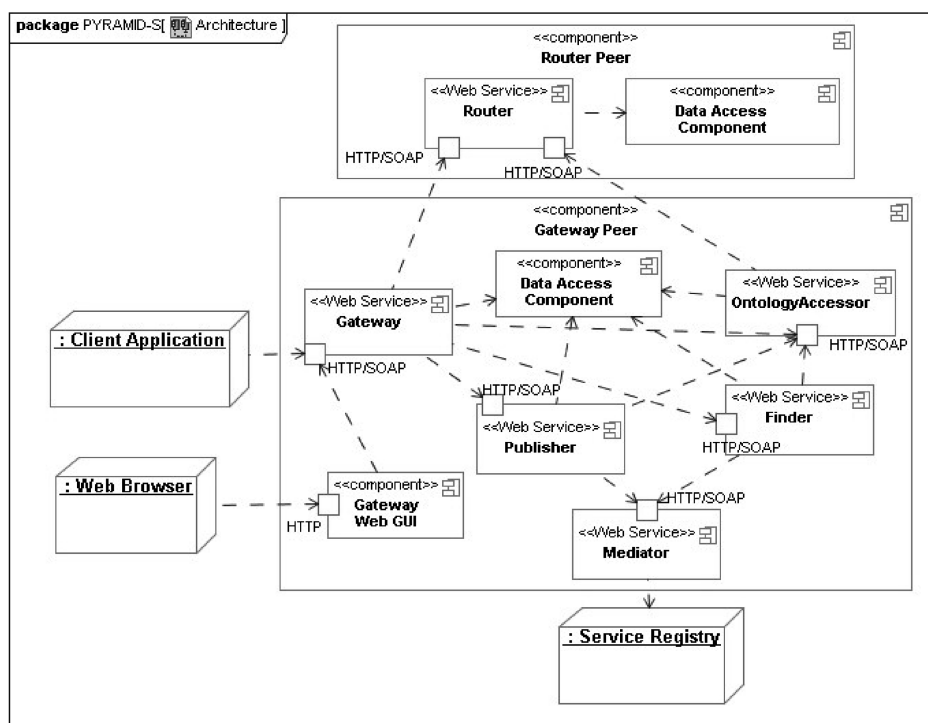 package PYRAMID-S[ Architecture ]
<<component>>
Router Peer
<<Web Service>>
Router
<<component>>
Data Access
Component
HTTP/SOAP
HTTP/SOAP
<<component>>
Gateway Peer
<<component>>
Data Access
Component
<<Web Service>>
OntologyAccessor
<<Web Service>>
Gateway
: Client Application
HTTP/SOAP
HTTP/SOAP
HTTP/SOAP
<<Web Service>>
Publisher
<<Web Service>>
Finder
HTTP/SOAP
: Web Browser
HTTP
<<component>>
Gateway
Web GUI
HTTP/SOAP
<<Web Service>>
Mediator
: Service Registry